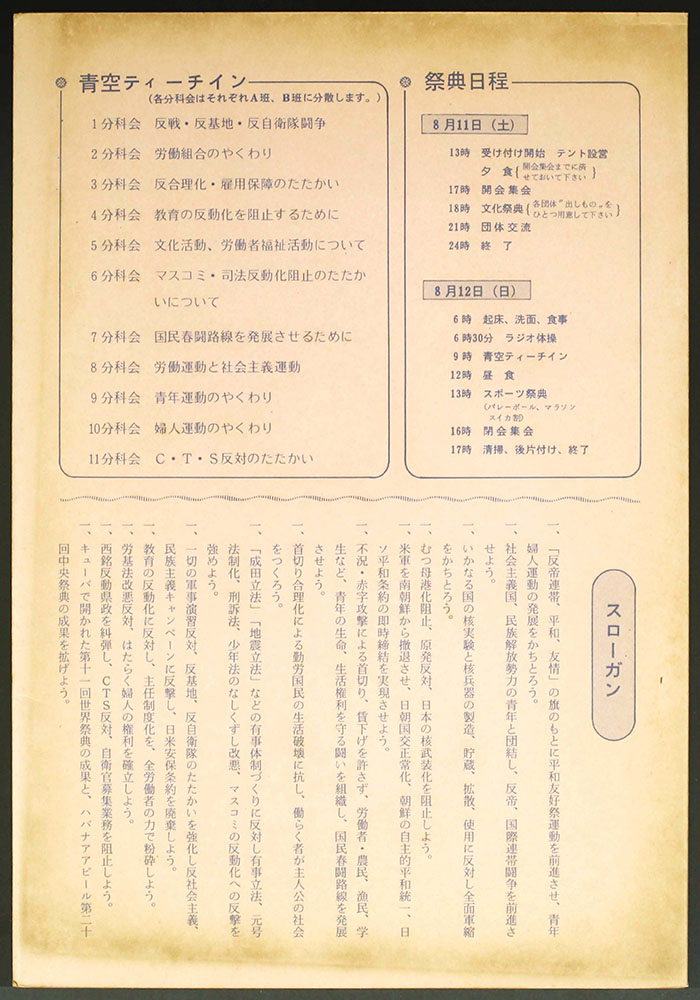 青空ティーチイン
(各分科会はそれぞれA班、B班に分散します。)
1分科会 反戦・反基地・反自衛隊闘争
2分科会 労働組合のやくわり
3分科会 反合理化・雇用保障のたたかい
4分科会 教育の反動化を阻止するために
5分科会 文化活動、労働者福祉活動について
6分科会 マスコミ・司法反動化阻止のたたか
いについて
7分科会 国民春闘路線を発展させるために
8分科会 労働運動と社会主義運動
9分科会 青年運動のやくわり
10分科会 婦人運動のやくわり
11分科会 C・T・S反対のたたかい
祭典日程
8月11日(土)
13時 受け付け開始 テント設営
夕食{開会集会までに済
せておいて下さい}
17時 開会集会
18時 文化祭典{各団体〝出しもの〟を
ひとつ用意して下さい}
21時 団体交流
24時 終了
8月12日(日)
6時 起床、洗面、食事
6時30分 ラジオ体操
9時 青空ティーチイン
12時 昼食
13時 スポーツ祭典
(バレーボール、マラソン
スイカ割)
16時 閉会集会
17時 清掃、後片付け、終了
スローガン
一、「反帝連帯、平和、友情」の旗のもとに平和友好祭運動を前進させ、青年
婦人運動の発展をかちとろう。
一、社会主義国、民族解放勢力の青年と団結し、反帝、国際連帯闘争を前進さ
せよう。
一、いかなる国の核実験と核兵器の製造、貯蔵、拡散、使用に反対し全面軍縮
をかちとろう。
一、むつ母港化阻止、原発反対、日本の核武装化を阻止しよう。
一、米軍を南朝鮮から撤退させ、日朝国交正常化、朝鮮の自主的平和統一、日
ソ平和条約の即時締結を実現させよう。
一、不況・赤字攻撃による首切り、賃下げを許さず、労働者・農民、漁民、学
生など、青年の生命、生活権利を守る闘いを組織し、国民春闘路線を発展
させよう。
一、首切り合理化による勤労国民の生活破壊に抗し、働らく者が主人公の社会
をつくろう。
一、「成田立法」「地震立法」などの有事体制づくりに反対し有事立法、元号
法制化、刑訴法、少年法のなしくずし改悪、マスコミの反動化への反撃を
強めよう。
一、一切の軍事演習反対、反基地、反自衛隊のたたかいを強化し反社会主義、
民族主義キャンペーンに反撃し、日米安保条約を廃棄しよう。
一、教育の反動化に反対し、主任制度化を、全労働者の力で粉砕しよう。
一、労基法改悪反対、はたらく婦人の権利を確立しよう。
一、西銘反動県政を糾弾し、CTS反対、自衛官募集業務を阻止しよう。
一、キューバで開かれた第十一回世界祭典の成果と、ハバナアピール第二十
回中央祭典の成果を拡げよう。